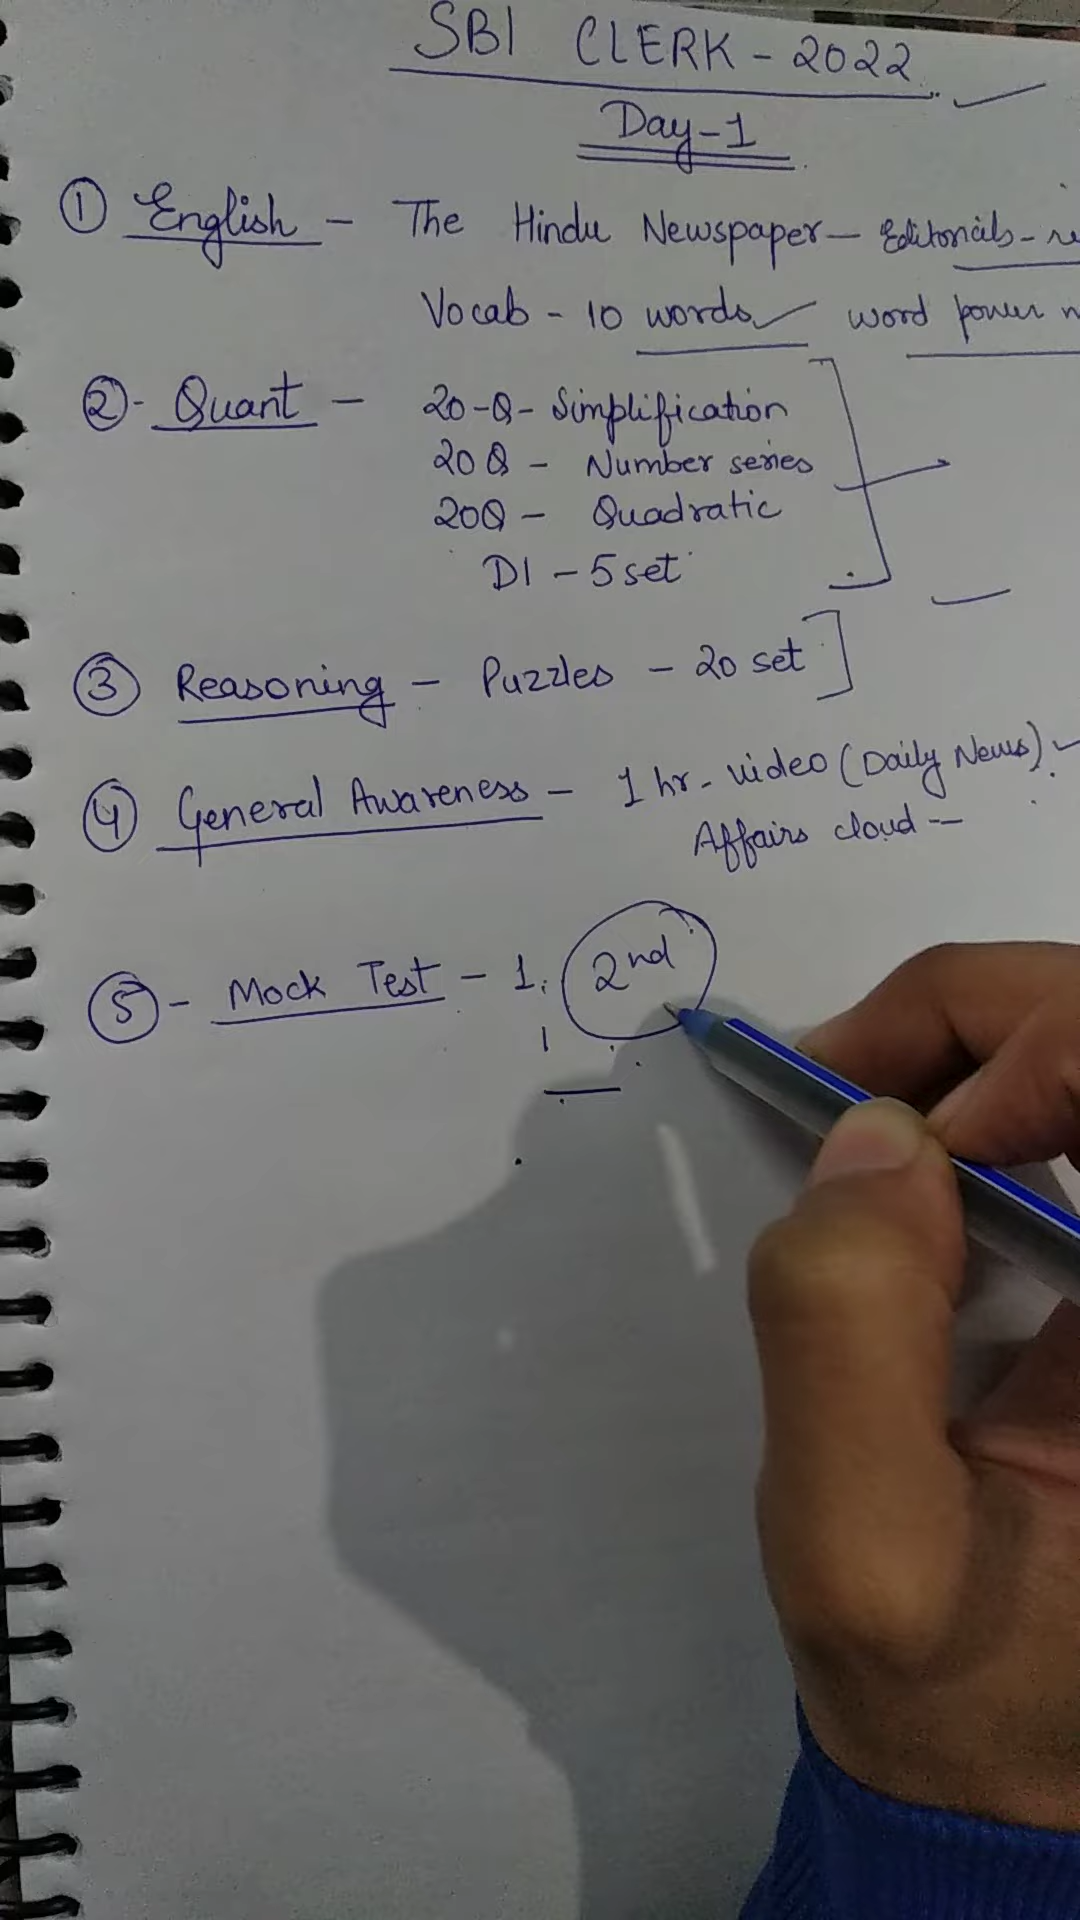 SBI CLERK - 2022
Day-1
① English - The Hindu Newspaper - Editorials -
Vocab - 10 words word power
②- Quant - 20-Q- Simplification
20Q - Number series
20Q - Quadratic
DI - 5 set
③ Reasoning - Puzzles - 20 set
④ General Awareness - 1 hr - video (Daily News)
Affairs cloud -
⑤- Mock Test - 1. 2nd